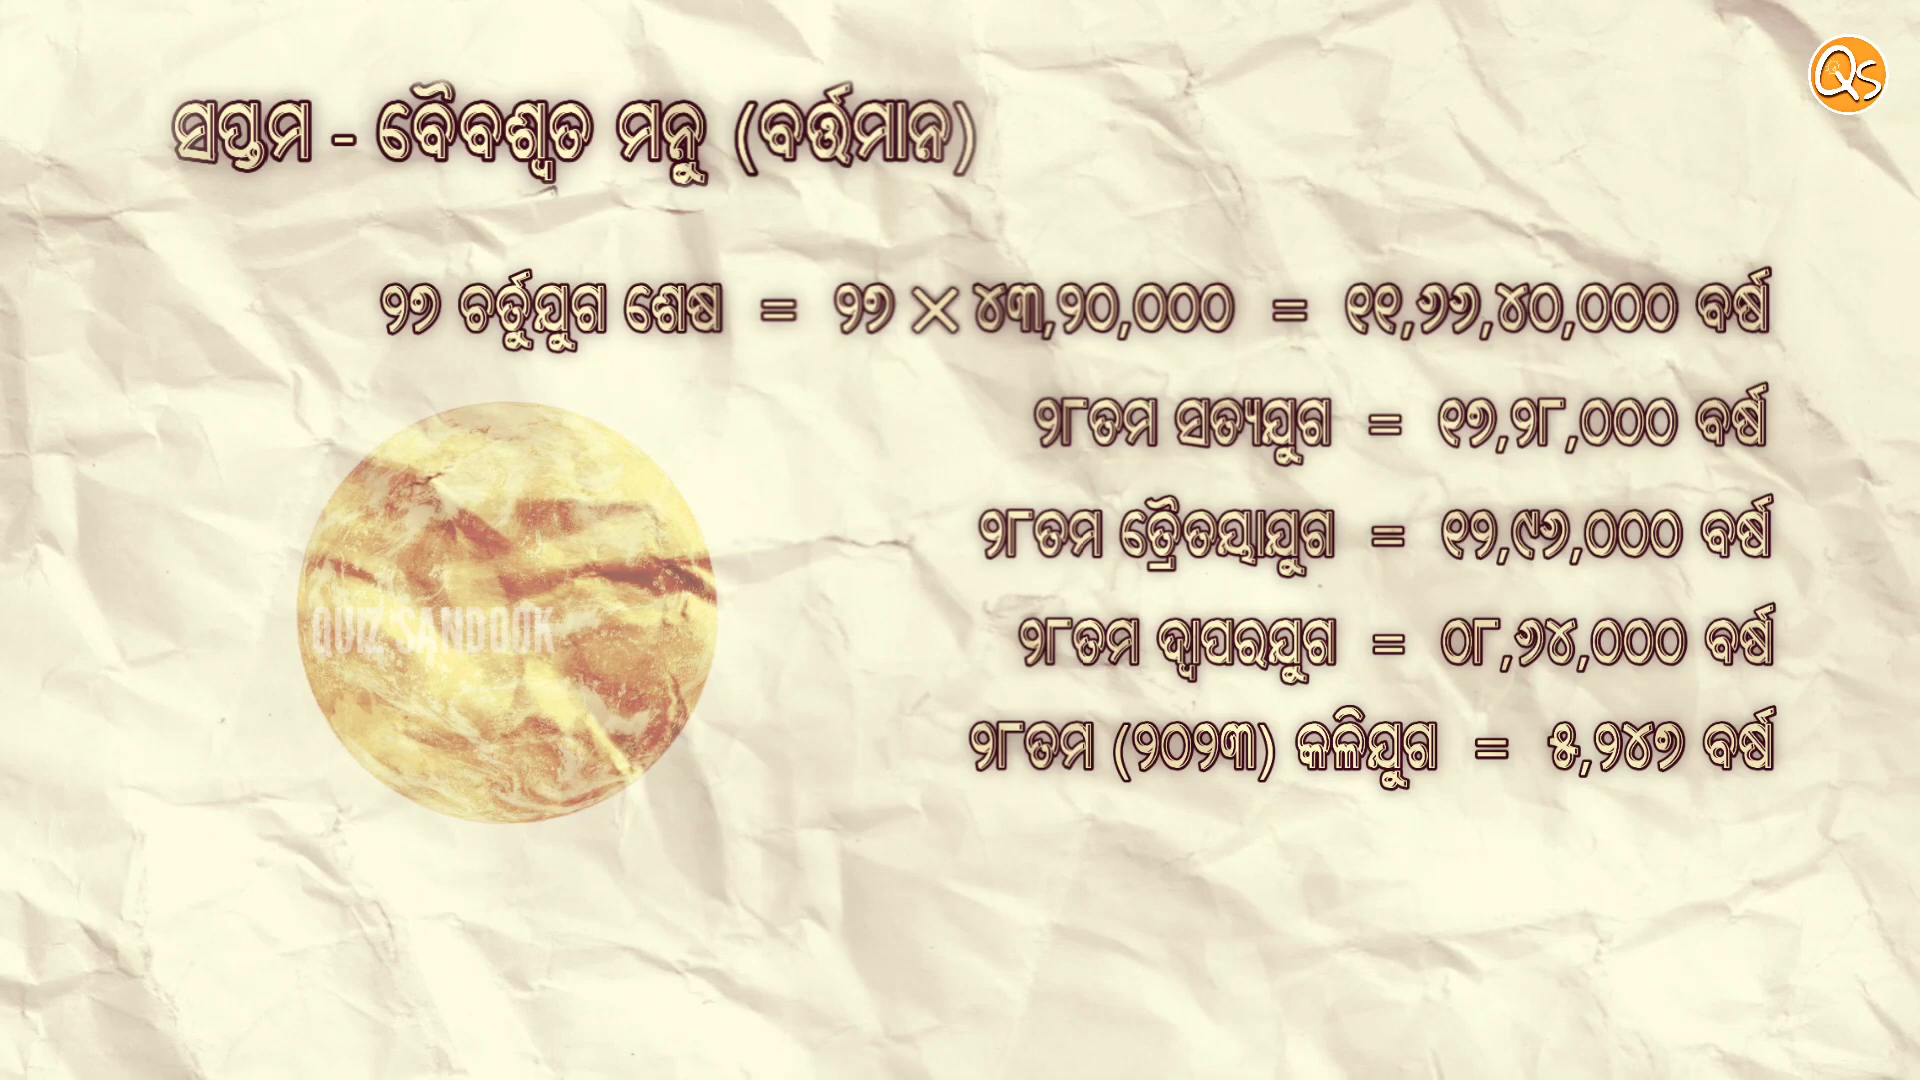 QS
ସପ୍ତମ - ବୈବଶ୍ୱତ ମନୁ (ବର୍ତ୍ତମାନ)
୨୭ ଚର୍ତୁଯୁଗ ଶେଷ = ୨୭ × ୪୩,୨୦,୦୦୦ = ୧୧,୬୬,୪୦,୦୦୦ ବର୍ଷ
୨୮ତମ ସତ୍ୟଯୁଗ = ୧୭,୨୮,୦୦୦ ବର୍ଷ
୨୮ତମ ତ୍ରୈତୟାଯୁଗ = ୧୨,୯୬,୦୦୦ ବର୍ଷ
୨୮ତମ ଦ୍ୱାପରଯୁଗ = ୦୮,୬୪,୦୦୦ ବର୍ଷ
୨୮ତମ (୨୦୨୩) କଳିଯୁଗ = ୫,୨୪୭ ବର୍ଷ
QUIZ SANDOOK